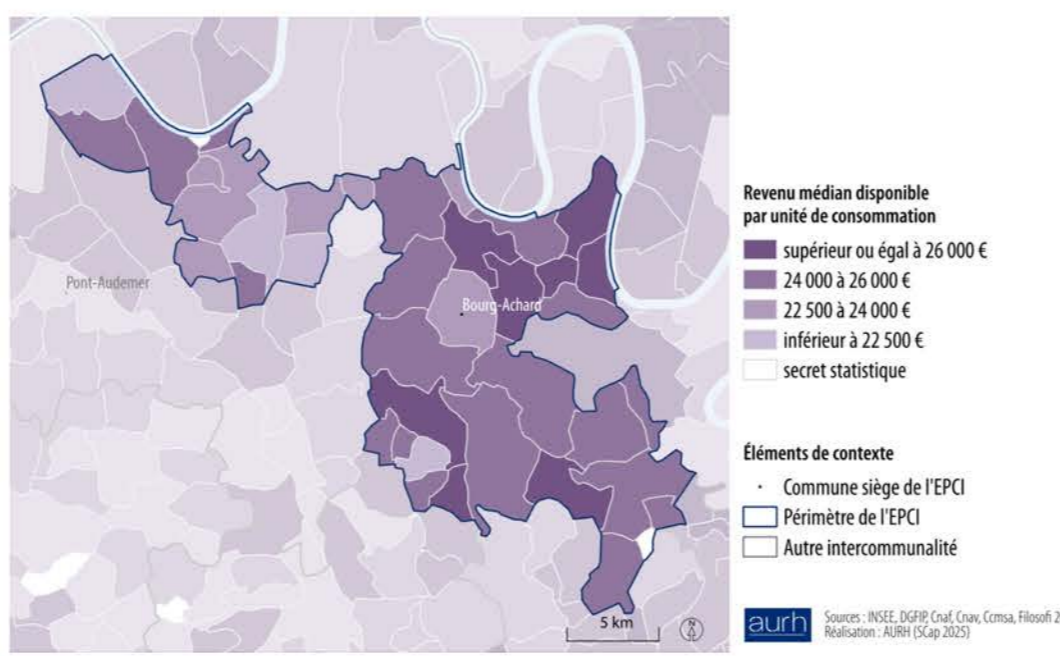 Pont-Audemer
Bourg-Achard
5 km
N
Revenu médian disponible
par unité de consommation
supérieur ou égal à 26 000 €
24 000 à 26 000 €
22 500 à 24 000 €
inférieur à 22 500 €
secret statistique
Éléments de contexte
Commune siège de l'EPCI
Périmètre de l'EPCI
Autre intercommunalité
aurh
Sources : INSEE, DGFIP, Cnaf, Cnav, Ccmsa, Filosofi 2
Réalisation : AURH (SCap 2025)